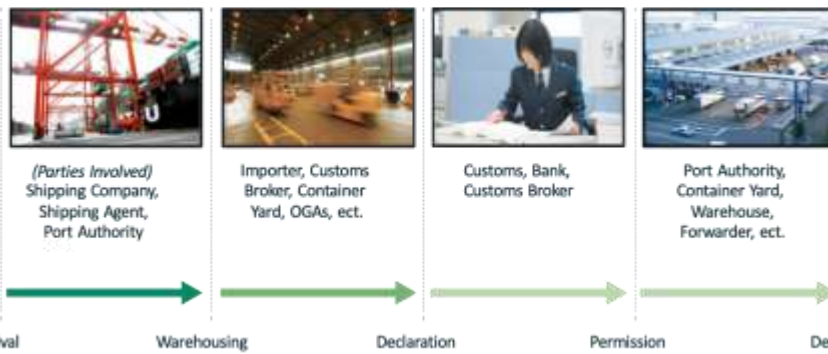 U
(Parties Involved)
Shipping Company,
Shipping Agent,
Port Authority
Importer, Customs
Broker, Container
Yard, OGAs, ect.
Customs, Bank,
Customs Broker
Port Authority,
Container Yard,
Warehouse,
Forwarder, ect.
val
Warehousing
Declaration
Permission
De